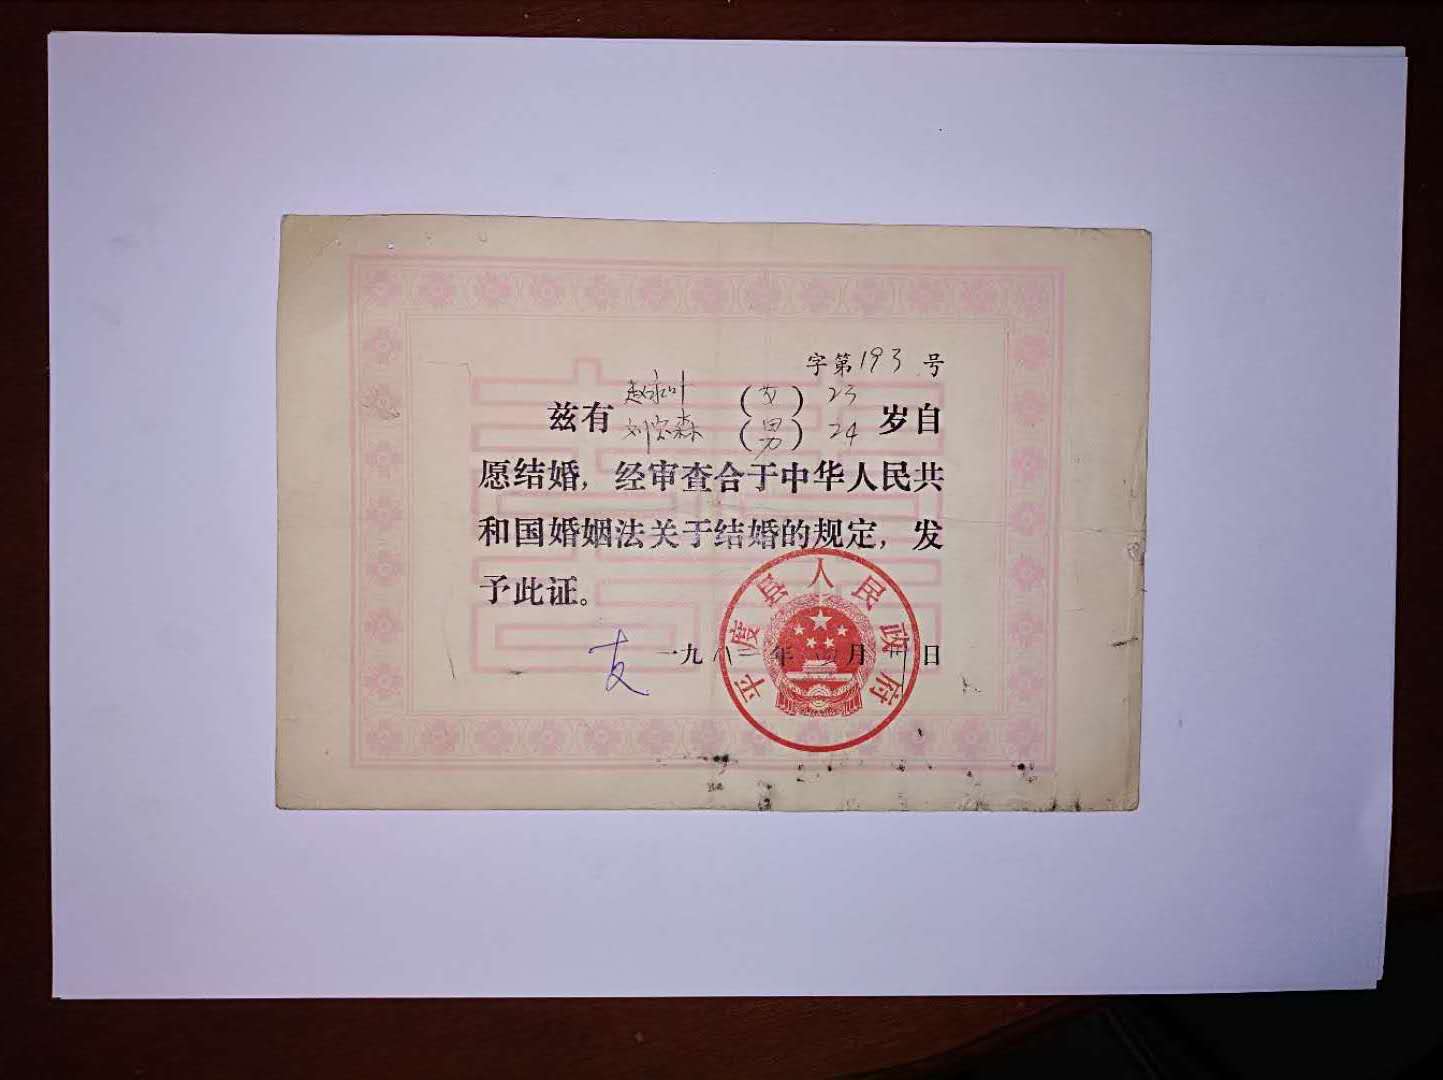 字第193号
兹有 赵永叶 (女) 23 岁自
刘宗森 (男) 24
愿结婚，经审查合于中华人民共
和国婚姻法关于结婚的规定，发
予此证。
平度县人民政府
一九八 年 月 日